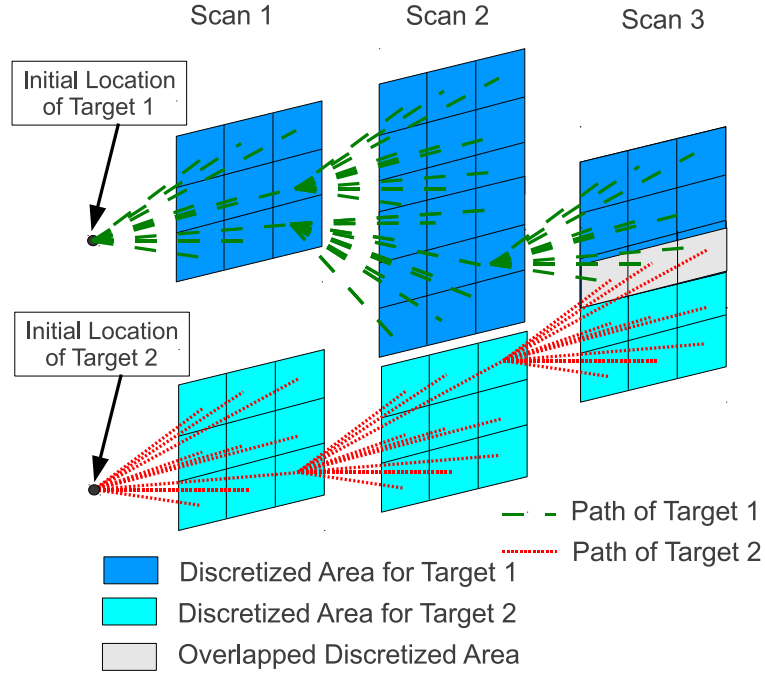 Scan 1
Scan 2
Scan 3
Initial Location
of Target 1
Initial Location
of Target 2
Path of Target 1
Path of Target 2
Discretized Area for Target 1
Discretized Area for Target 2
Overlapped Discretized Area